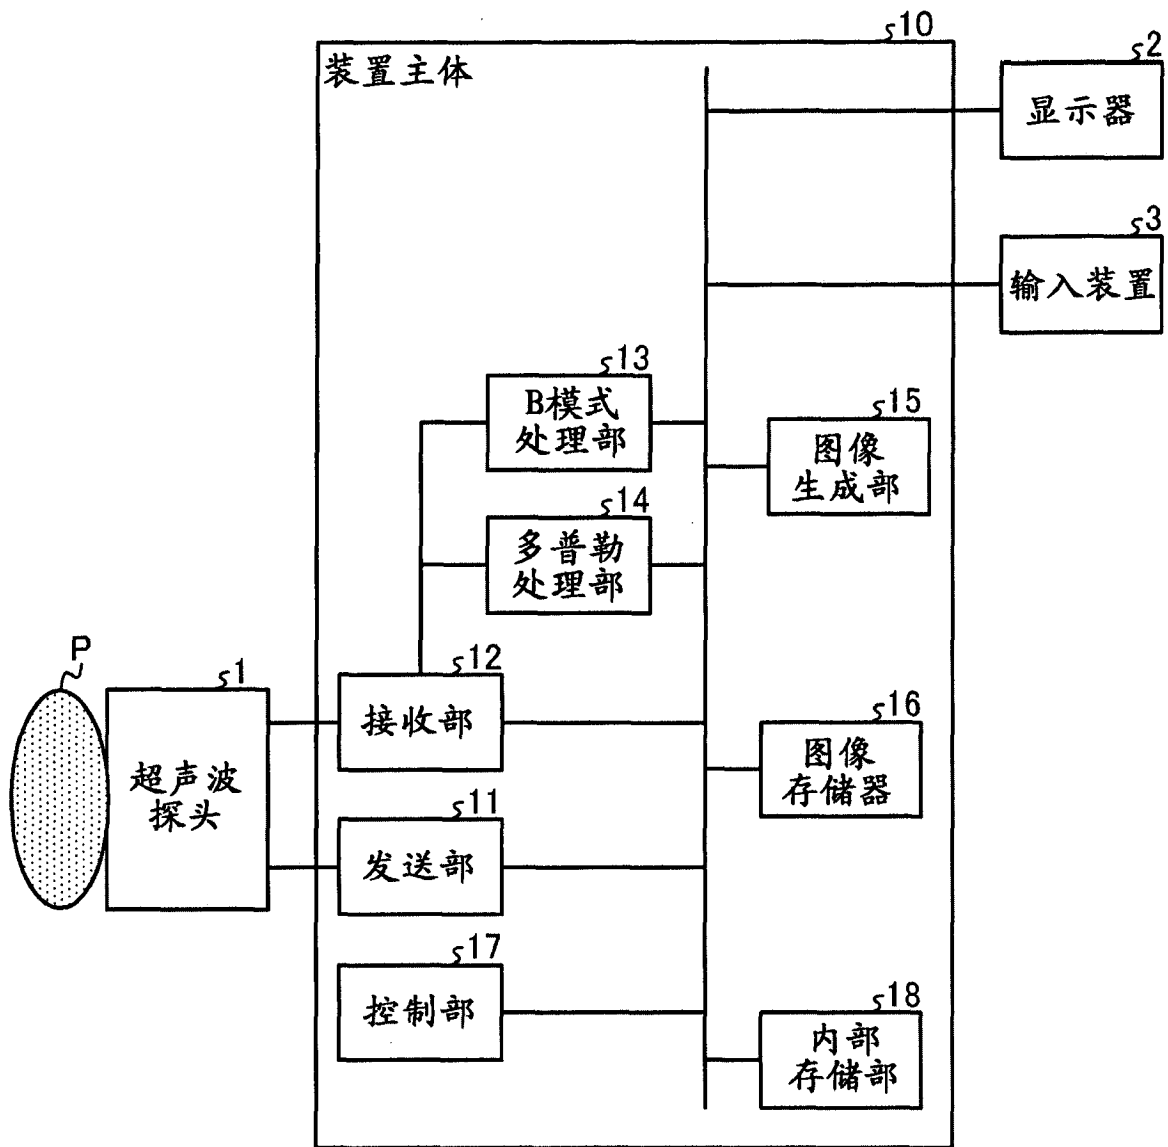 10
装置主体
2
显示器
3
输入装置
13
B模式
处理部
15
图像
生成部
14
多普勒
处理部
P
1
超声波
探头
12
接收部
16
图像
存储器
11
发送部
17
控制部
18
内部
存储部